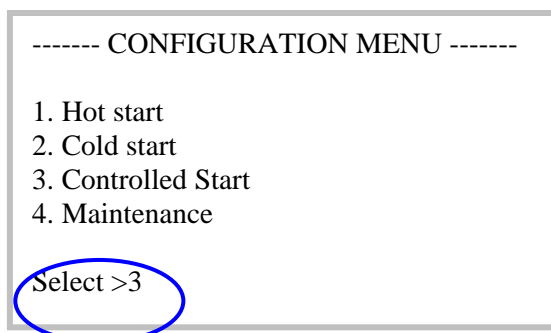 ------- CONFIGURATION MENU -------
1. Hot start
2. Cold start
3. Controlled Start
4. Maintenance
Select >3